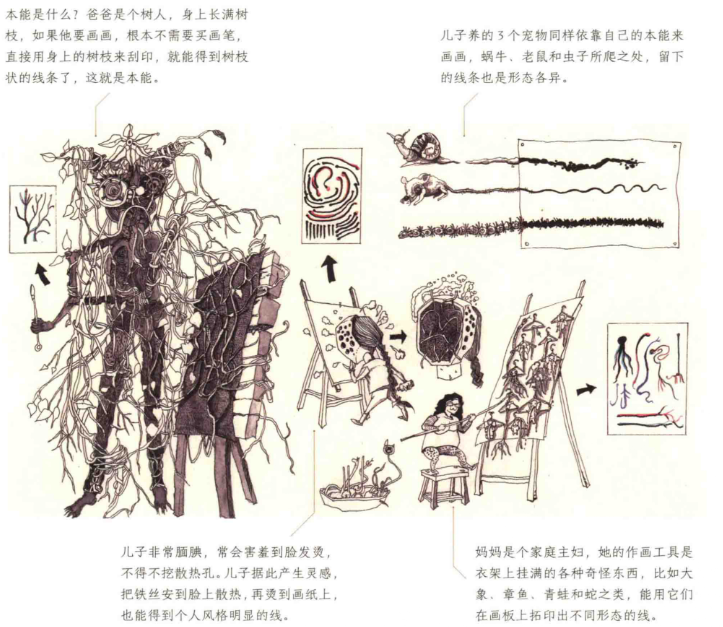 本能是什么？爸爸是个树人，身上长满树
枝，如果他要画画，根本不需要买画笔，
直接用身上的树枝来刮印，就能得到树枝
状的线条了，这就是本能。
儿子养的3个宠物同样依靠自己的本能来
画画，蜗牛、老鼠和虫子所爬之处，留下
的线条也是形态各异。
儿子非常腼腆，常会害羞到脸发烫，
不得不挖散热孔。儿子据此产生灵感，
把铁丝安到脸上散热，再烫到画纸上，
也能得到个人风格明显的线。
妈妈是个家庭主妇，她的作画工具是
衣架上挂满的各种奇怪东西，比如大
象、章鱼、青蛙和蛇之类，能用它们
在画板上拓印出不同形态的线。